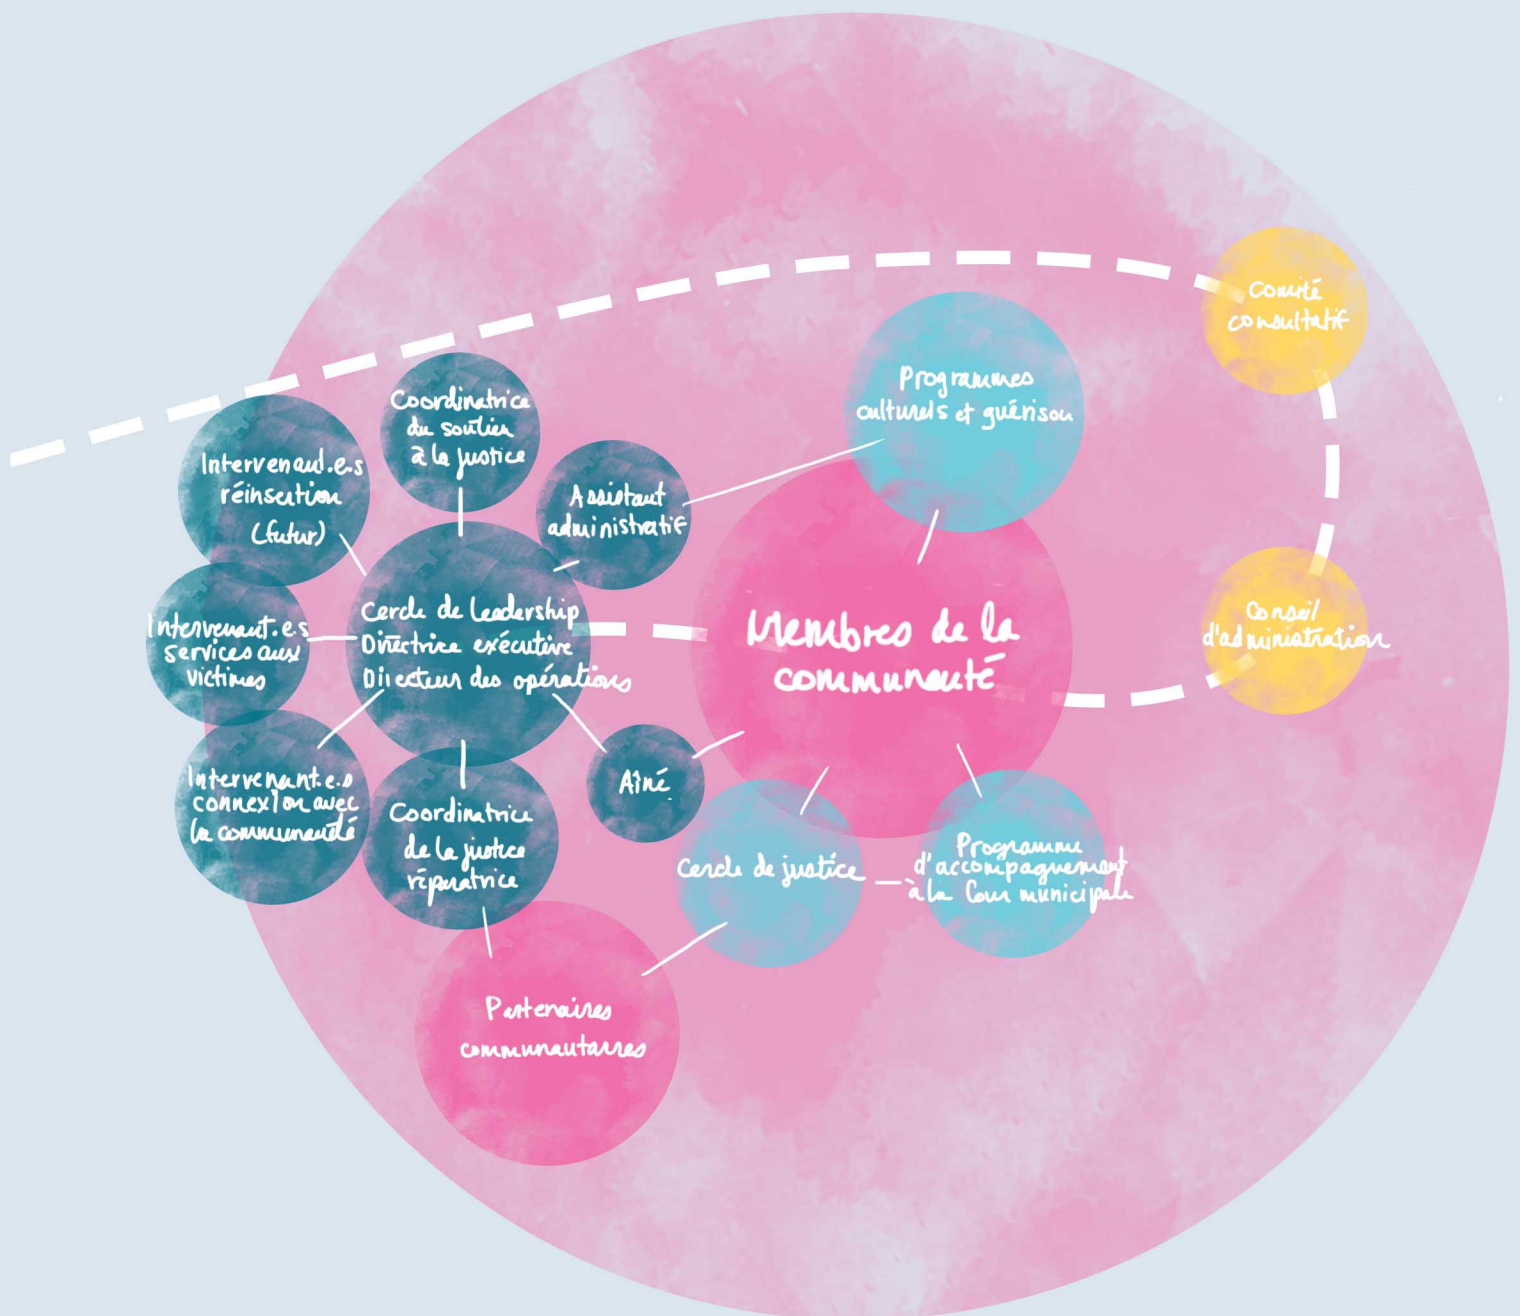 Comité
consultatif
Programmes
culturels et guérison
Coordinatrice
du soutien
à la justice
Intervenant.e.s
réinsertion
(futur)
Assistant
administratif
Cercle de leadership
Directrice exécutive
Directeur des opérations
Membres de la
communauté
Conseil
d'administration
Intervenant.e.s
services aux
victimes
Intervenant.e.s
connexion avec
la communauté
Aîné
Coordinatrice
de la justice
réparatrice
Cercle de justice
Programme
d'accompagnement
à la Cour municipale
Partenaires
communautaires